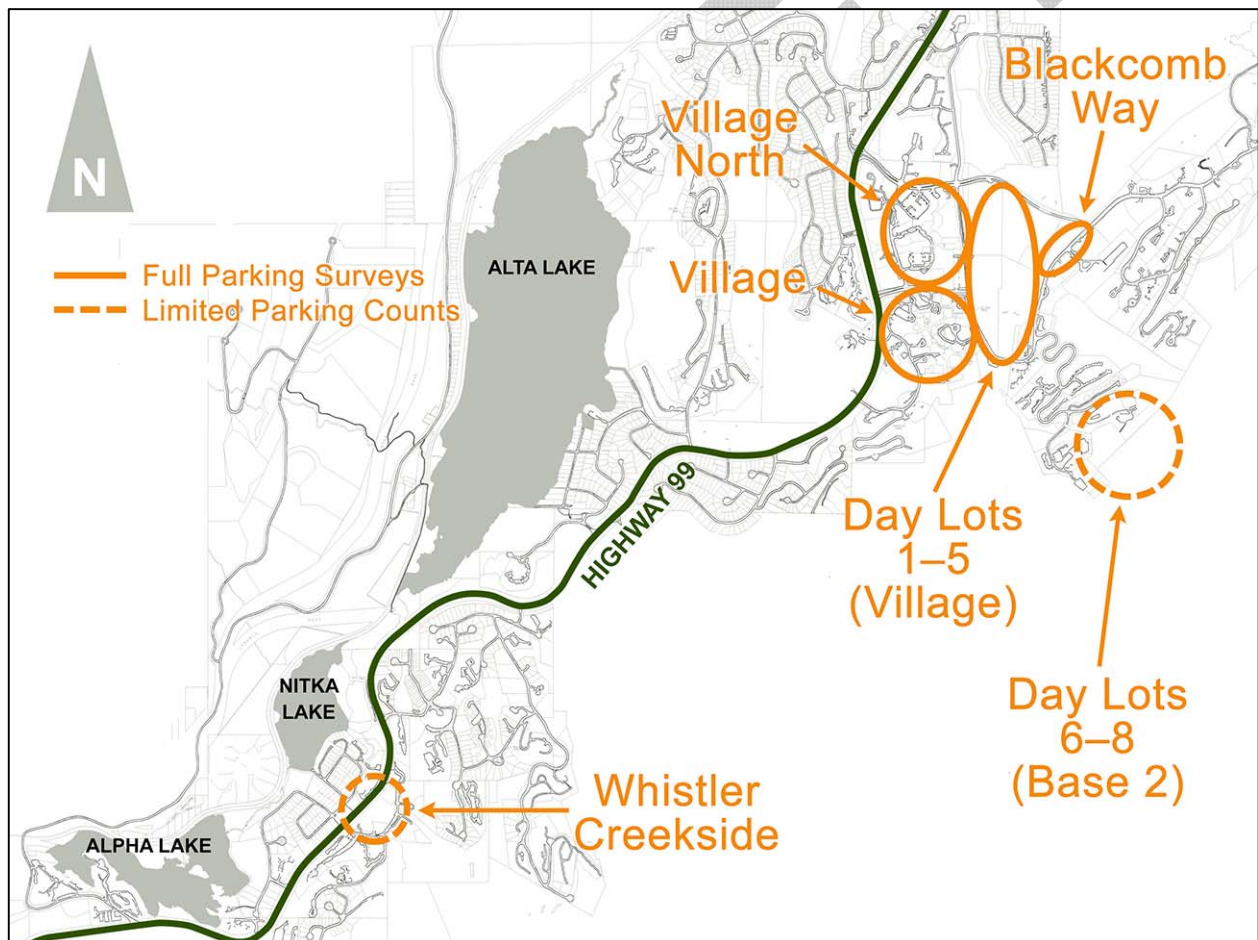 Blackcomb
Way
Village
North
N
ALTA LAKE
Full Parking Surveys
Limited Parking Counts
Village
HIGHWAY 99
Day Lots
1–5
(Village)
Day Lots
6–8
(Base 2)
NITKA
LAKE
Whistler
Creekside
ALPHA LAKE